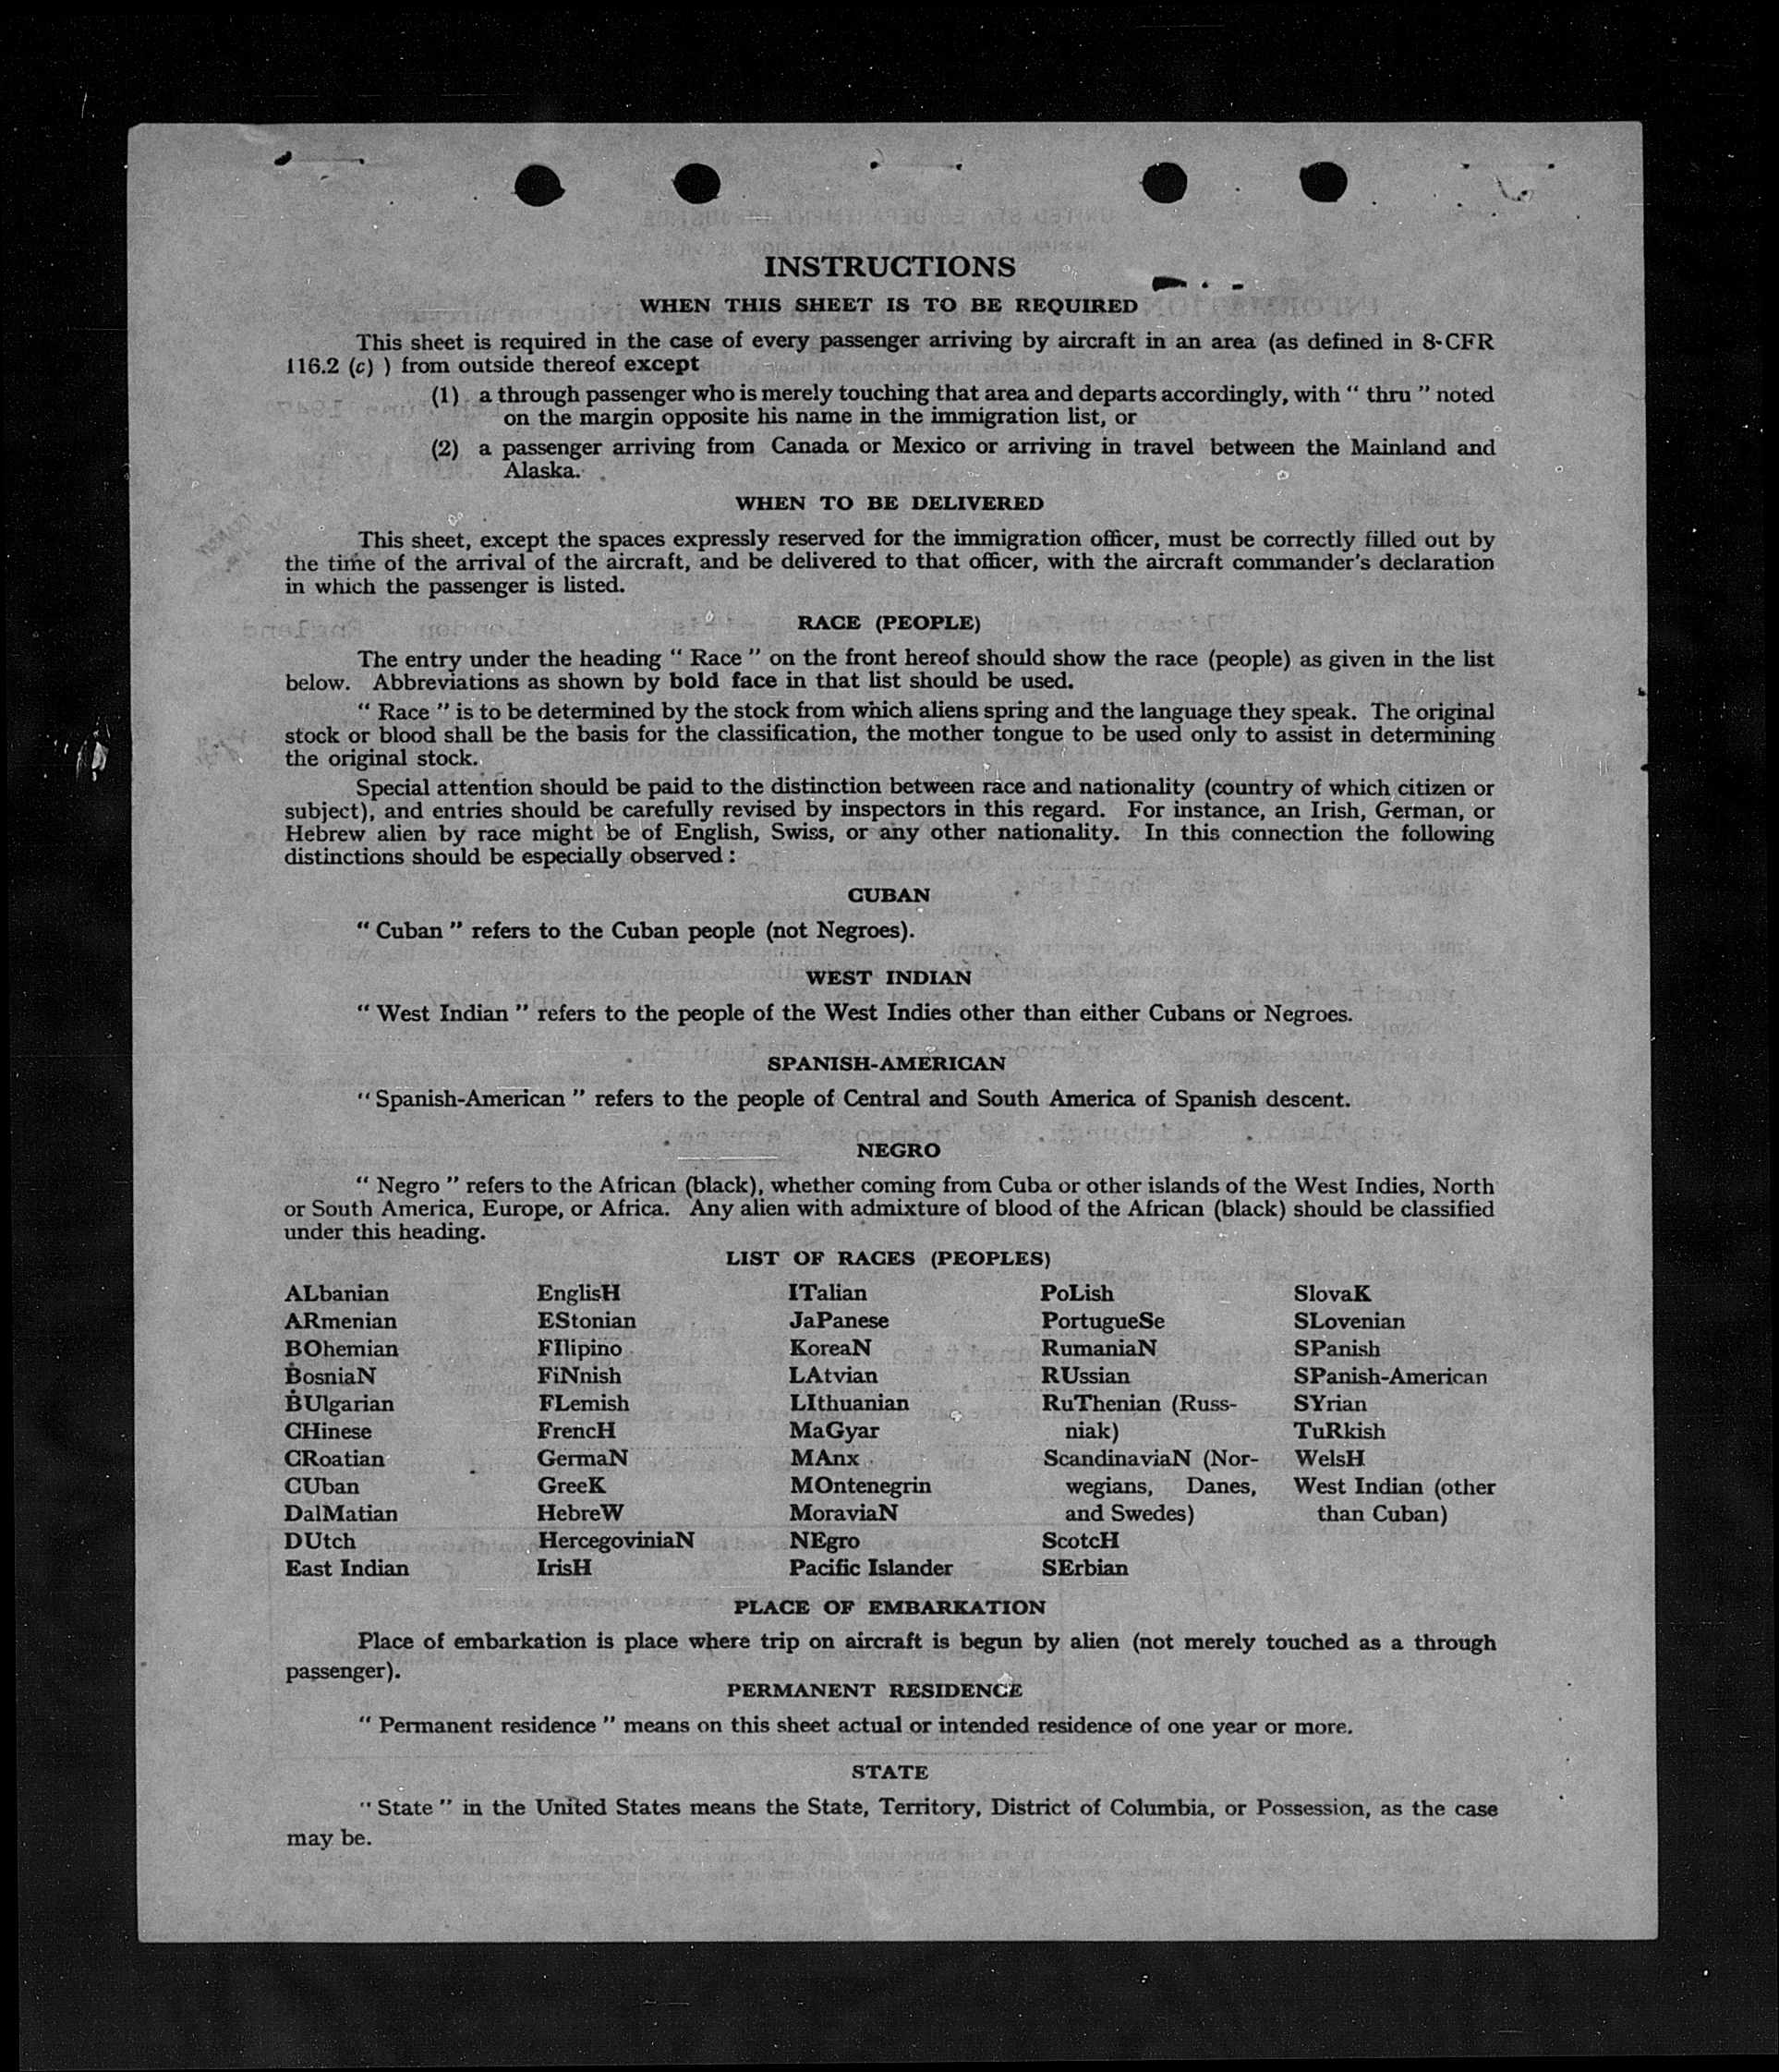 INSTRUCTIONS
WHEN THIS SHEET IS TO BE REQUIRED
This sheet is required in the case of every passenger arriving by aircraft in an area (as defined in 8-CFR
116.2 (c) ) from outside thereof except
(1) a through passenger who is merely touching that area and departs accordingly, with “ thru ” noted
on the margin opposite his name in the immigration list, or
(2) a passenger arriving from Canada or Mexico or arriving in travel between the Mainland and
Alaska.
WHEN TO BE DELIVERED
This sheet, except the spaces expressly reserved for the immigration officer, must be correctly filled out by
the time of the arrival of the aircraft, and be delivered to that officer, with the aircraft commander's declaration
in which the passenger is listed.
RACE (PEOPLE)
The entry under the heading “ Race ” on the front hereof should show the race (people) as given in the list
below. Abbreviations as shown by bold face in that list should be used.
“ Race ” is to be determined by the stock from which aliens spring and the language they speak. The original
stock or blood shall be the basis for the classification, the mother tongue to be used only to assist in determining
the original stock.
Special attention should be paid to the distinction between race and nationality (country of which citizen or
subject), and entries should be carefully revised by inspectors in this regard. For instance, an Irish, German, or
Hebrew alien by race might be of English, Swiss, or any other nationality. In this connection the following
distinctions should be especially observed :
CUBAN
“ Cuban ” refers to the Cuban people (not Negroes).
WEST INDIAN
“ West Indian ” refers to the people of the West Indies other than either Cubans or Negroes.
SPANISH-AMERICAN
“ Spanish-American ” refers to the people of Central and South America of Spanish descent.
NEGRO
“ Negro ” refers to the African (black), whether coming from Cuba or other islands of the West Indies, North
or South America, Europe, or Africa. Any alien with admixture of blood of the African (black) should be classified
under this heading.
LIST OF RACES (PEOPLES)
ALbanian
ARmenian
BOhemian
BosniaN
BUlgarian
CHinese
CRoatian
CUban
DalMatian
DUtch
East Indian
EnglisH
EStonian
FIlipino
FiNnish
FLemish
FrencH
GermaN
GreeK
HebreW
HercegoviniaN
IrisH
ITalian
JaPanese
KoreaN
LAtvian
LIthuanian
MaGyar
MAnx
MOntenegrin
MoraviaN
NEgro
Pacific Islander
PoLish
PortugueSe
RumaniaN
RUssian
RuThenian (Russ-
niak)
ScandinaviaN (Nor-
wegians, Danes,
and Swedes)
ScotcH
SErbian
SlovaK
SLovenian
SPanish
SPanish-American
SYrian
TuRkish
WelsH
West Indian (other
than Cuban)
PLACE OF EMBARKATION
Place of embarkation is place where trip on aircraft is begun by alien (not merely touched as a through
passenger).
PERMANENT RESIDENCE
“ Permanent residence ” means on this sheet actual or intended residence of one year or more.
STATE
“ State ” in the United States means the State, Territory, District of Columbia, or Possession, as the case
may be.